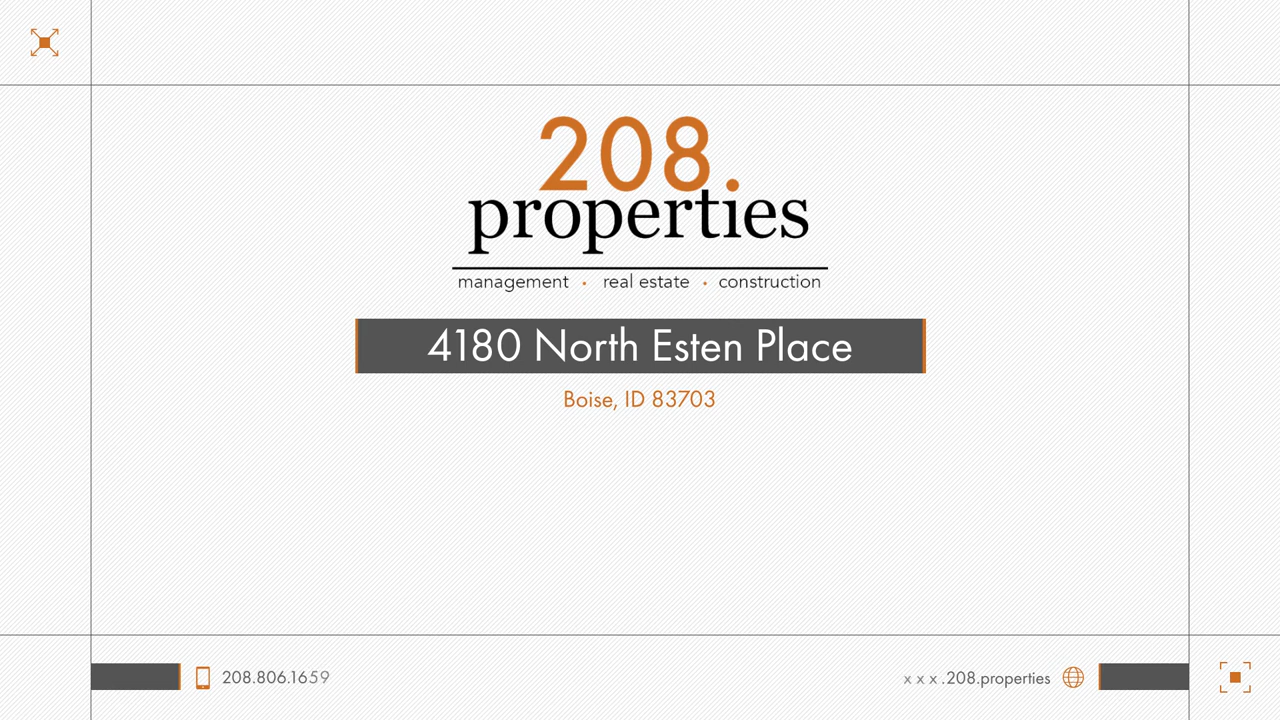 208.
properties
management • real estate • construction
4180 North Esten Place
Boise, ID 83703
208.806.1659
x x x .208.properties